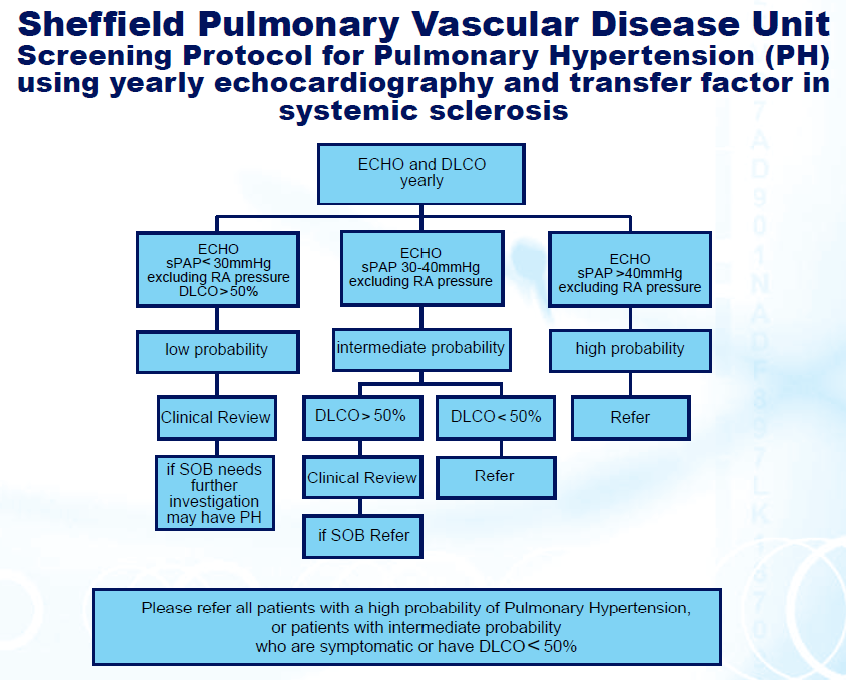 Sheffield Pulmonary Vascular Disease Unit
Screening Protocol for Pulmonary Hypertension (PH)
using yearly echocardiography and transfer factor in
systemic sclerosis
ECHO and DLCO
yearly
ECHO
sPAP< 30mmHg
excluding RA pressure
DLCO>50%
ECHO
sPAP 30-40mmHg
excluding RA pressure
ECHO
sPAP >40mmHg
excluding RA pressure
low probability
intermediate probability
high probability
Clinical Review
DLCO> 50%
DLCO< 50%
Refer
if SOB needs
further
investigation
may have PH
Clinical Review
Refer
if SOB Refer
Please refer all patients with a high probability of Pulmonary Hypertension,
or patients with intermediate probability
who are symptomatic or have DLCO< 50%